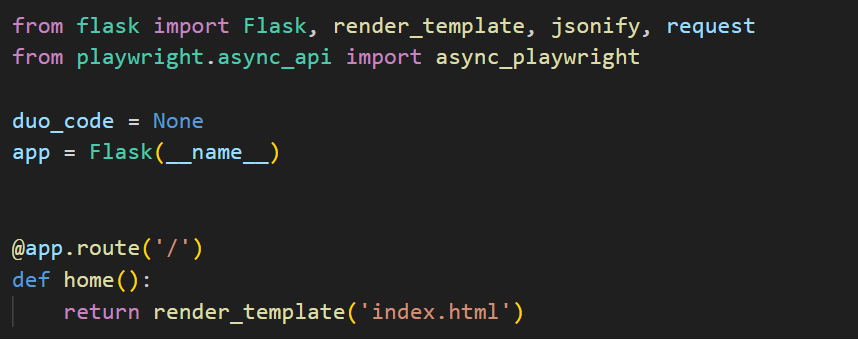 from flask import Flask, render_template, jsonify, request
from playwright.async_api import async_playwright
duo_code = None
app = Flask(__name__)
@app.route('/')
def home():
    return render_template('index.html')